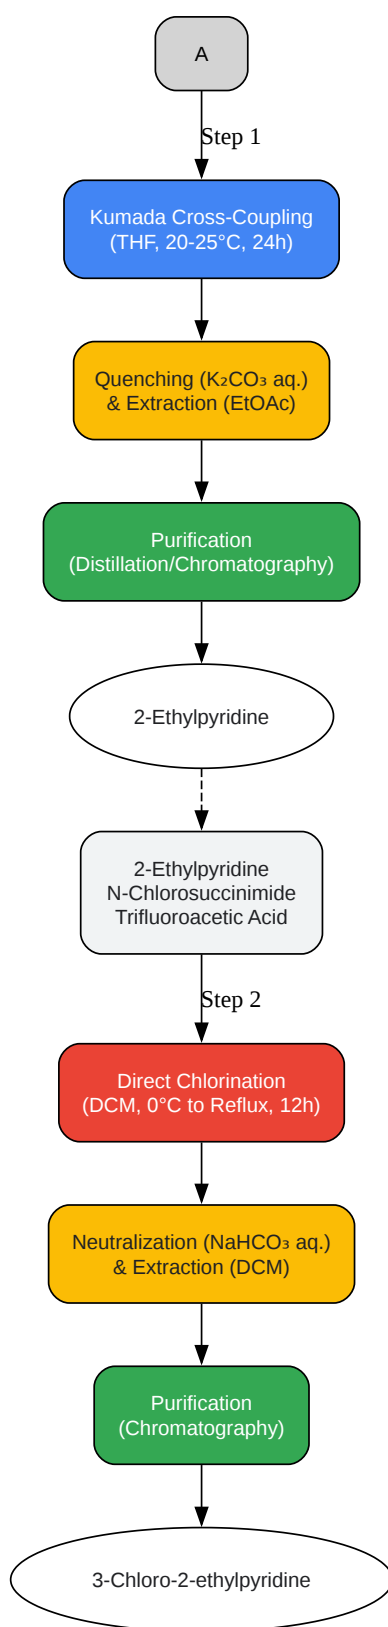 A
Step 1
Kumada Cross-Coupling
(THF, 20-25°C, 24h)
Quenching (K₂CO₃ aq.)
& Extraction (EtOAc)
Purification
(Distillation/Chromatography)
2-Ethylpyridine
2-Ethylpyridine
N-Chlorosuccinimide
Trifluoroacetic Acid
Step 2
Direct Chlorination
(DCM, 0°C to Reflux, 12h)
Neutralization (NaHCO₃ aq.)
& Extraction (DCM)
Purification
(Chromatography)
3-Chloro-2-ethylpyridine